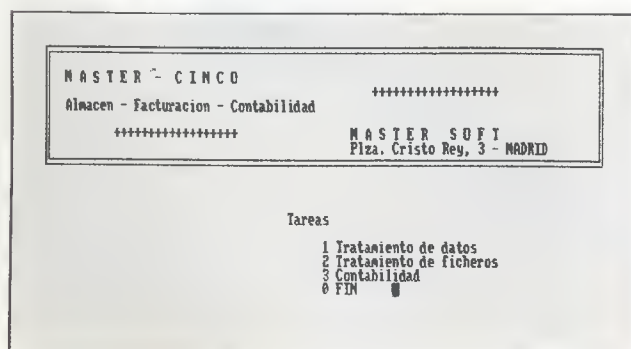 MASTER - CINCO
Almacen - Facturacion - Contabilidad
++++++++++++++++++
++++++++++++++++++
MASTER SOFT
Plza. Cristo Rey, 3 - MADRID
Tareas
1 Tratamiento de datos
2 Tratamiento de ficheros
3 Contabilidad
0 FIN